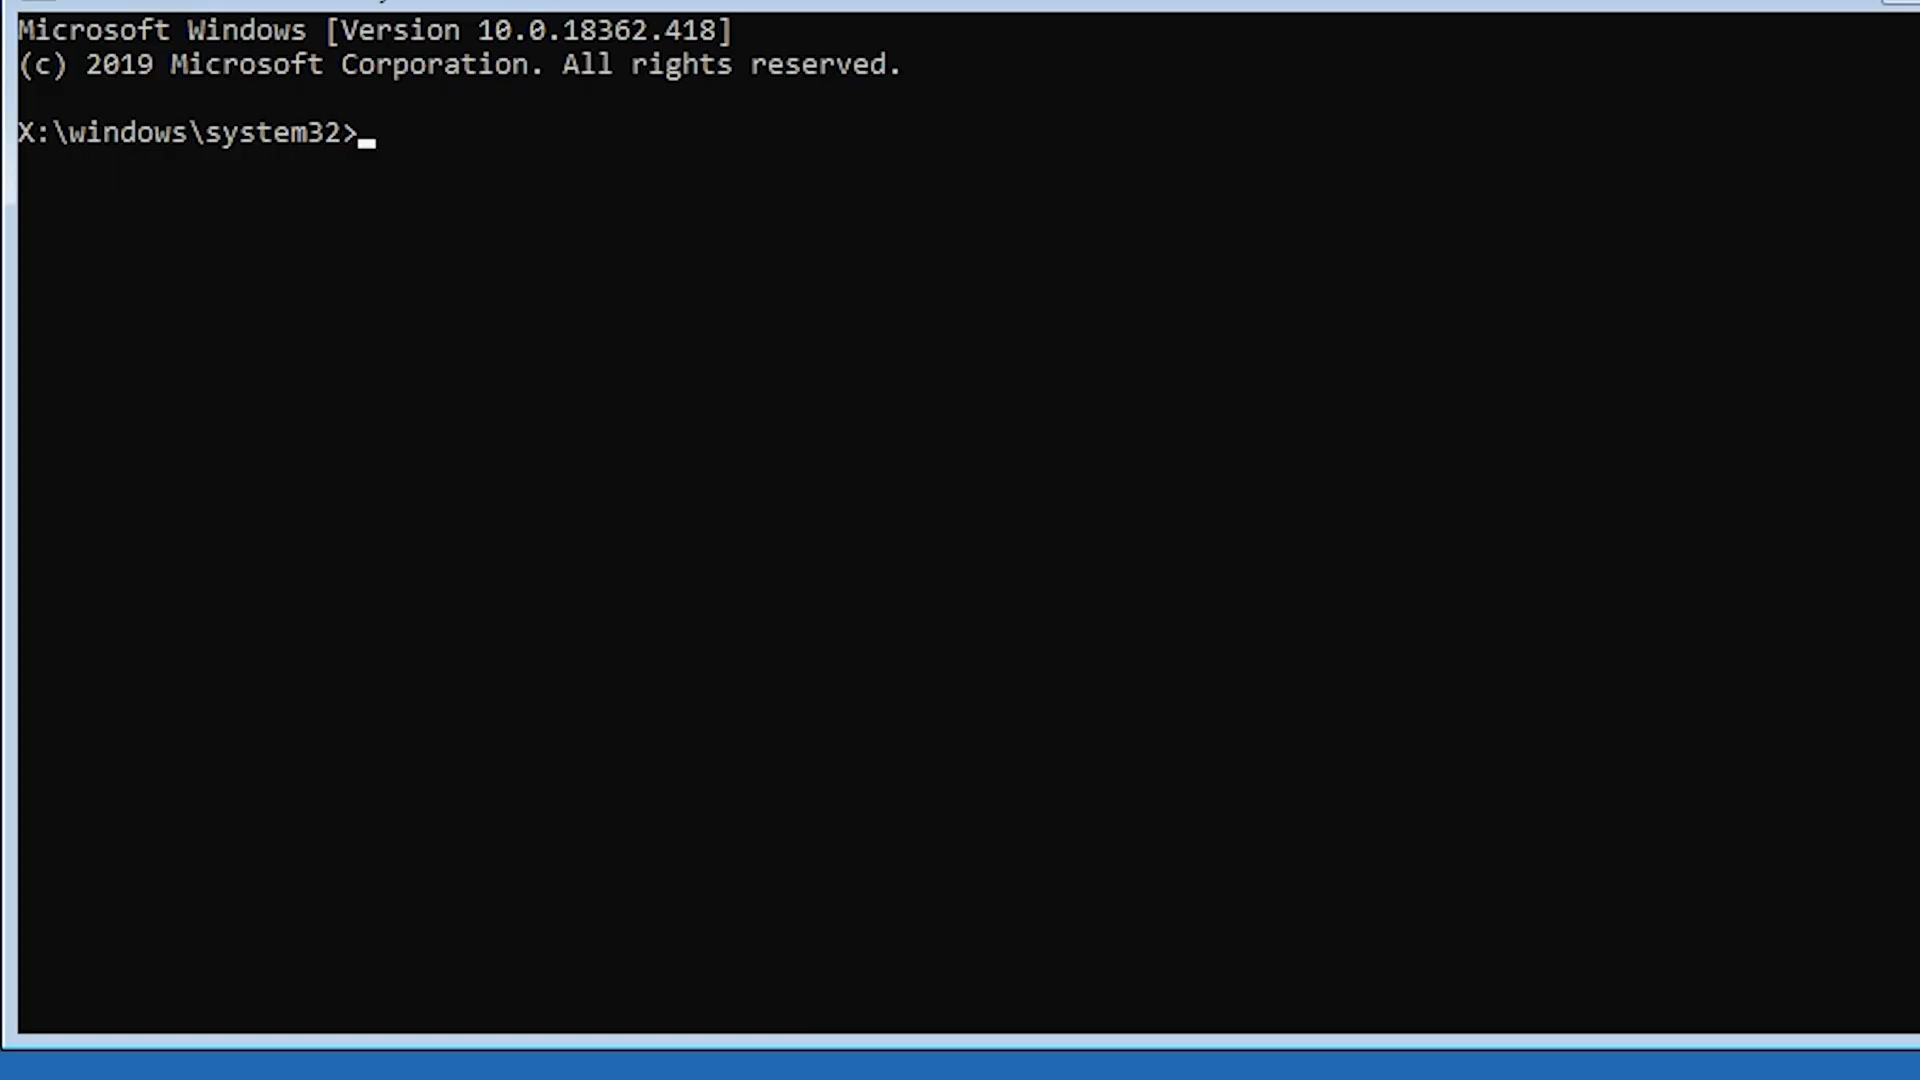 Microsoft Windows [Version 10.0.18362.418]
(c) 2019 Microsoft Corporation. All rights reserved.
X:\windows\system32>